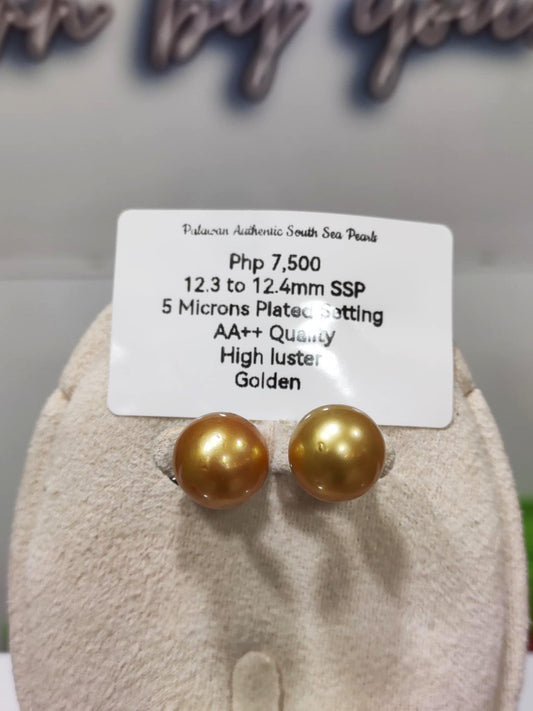 by
Palawan Authentic South Sea Pearls
Php 7,500
12.3 to 12.4mm SSP
5 Microns Plated Setting
AA++ Quality
High luster
Golden